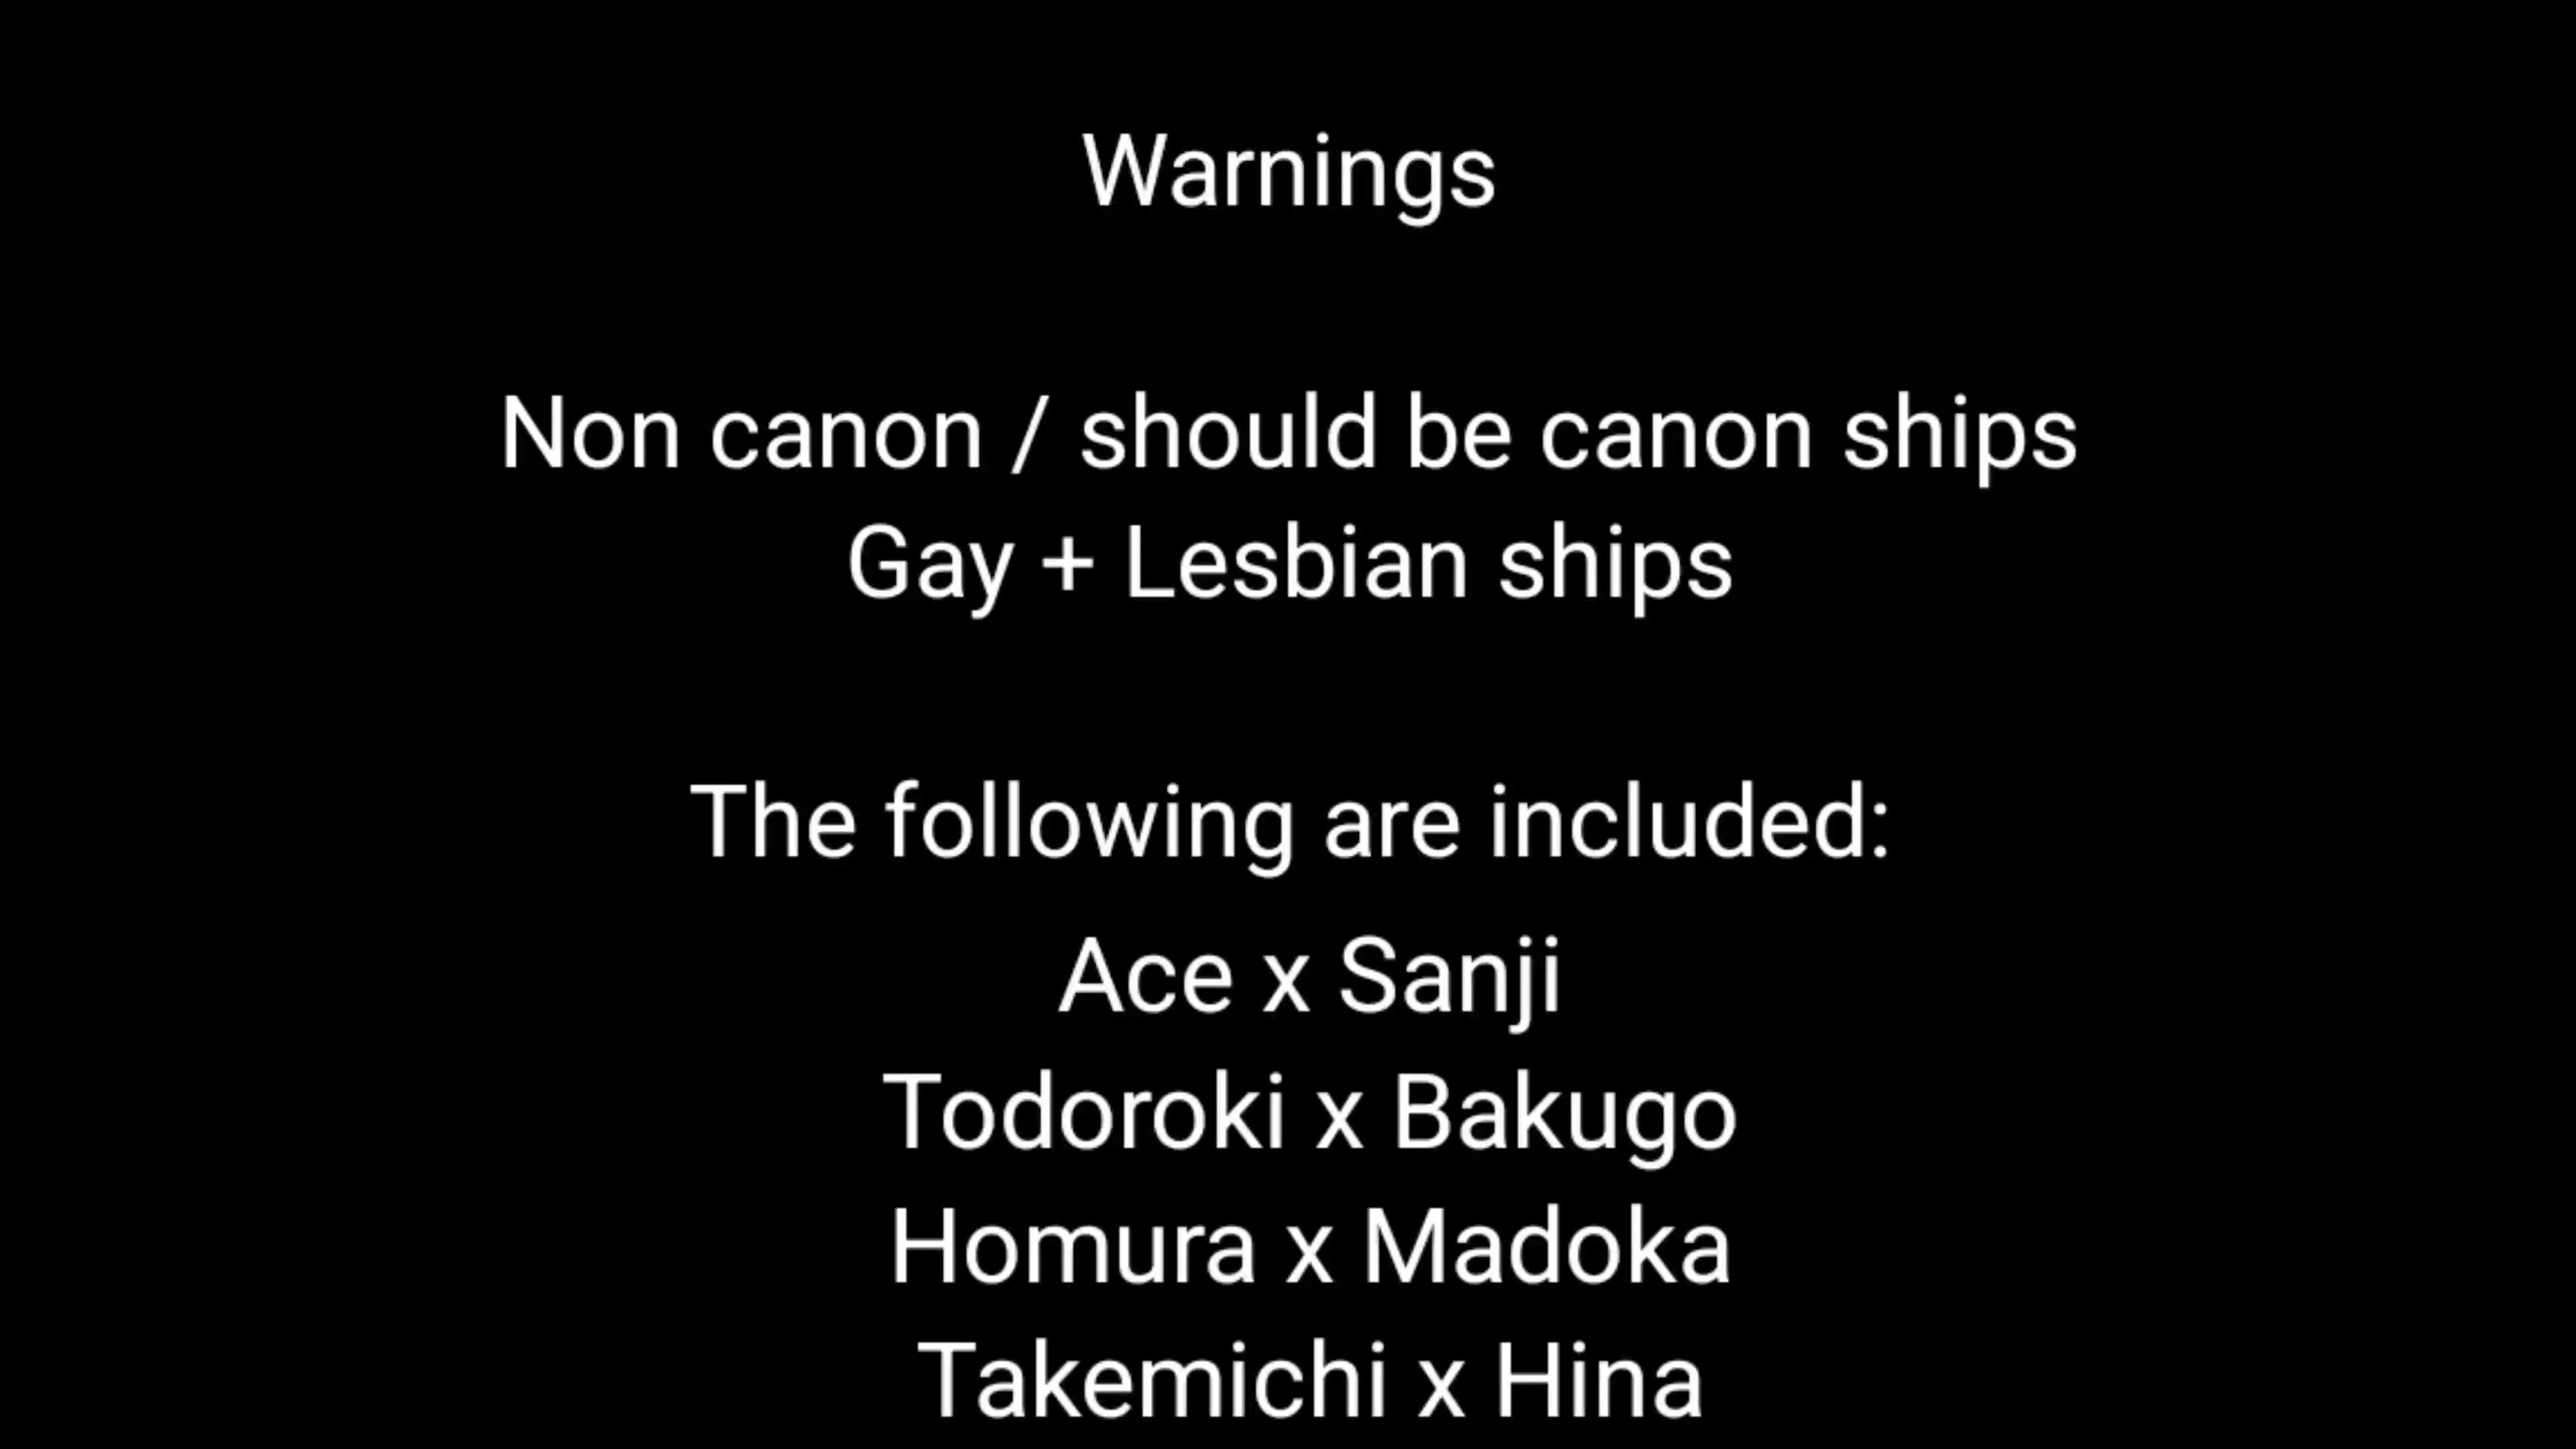 Warnings
Non canon / should be canon ships
Gay + Lesbian ships
The following are included:
Ace x Sanji
Todoroki x Bakugo
Homura x Madoka
Takemichi x Hina